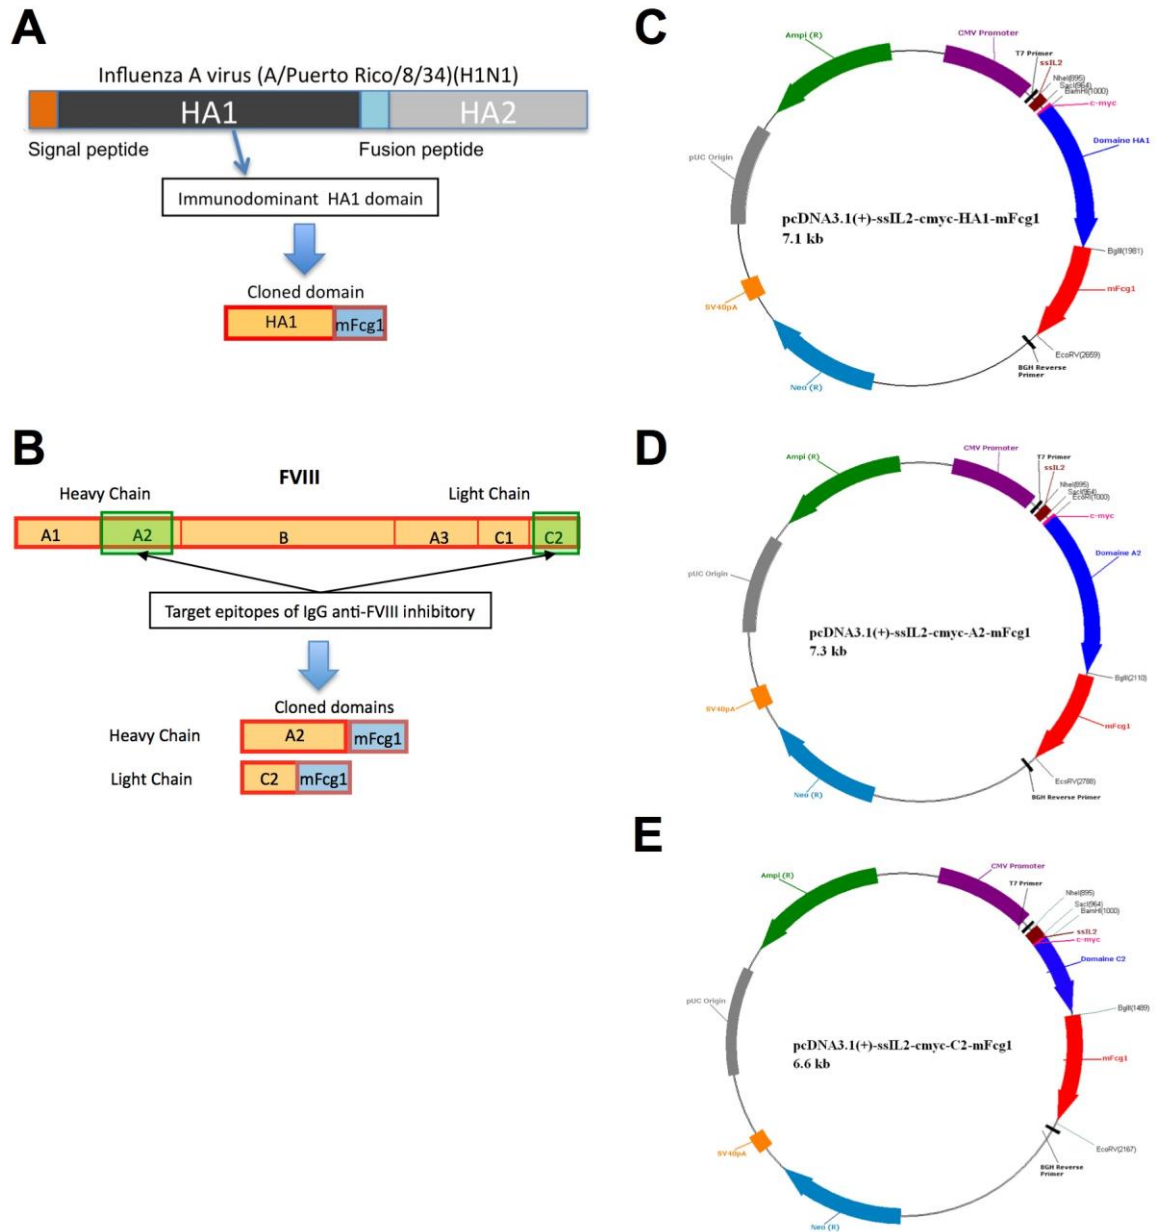 A
Influenza A virus (A/Puerto Rico/8/34)(H1N1)
HA1
HA2
Signal peptide
Fusion peptide
Immunodominant HA1 domain
Cloned domain
HA1
mFcg1
B
FVIII
Heavy Chain
Light Chain
A1
A2
B
A3
C1
C2
Target epitopes of IgG anti-FVIII inhibitory
Cloned domains
Heavy Chain
A2
mFcg1
Light Chain
C2
mFcg1
C
Ampi (R)
CMV Promoter
T7 Primer
ssIL2
NheI(895)
SacI(964)
BamHI(1000)
c-myc
Domaine HA1
pUC Origin
pcDNA3.1(+)-ssIL2-cmyc-HA1-mFcg1
7.1 kb
BglII(1981)
mFcg1
SV40pA
EcoRV(2659)
BGH Reverse
Primer
Neo (R)
D
Ampi (R)
CMV Promoter
T7 Primer
ssIL2
NheI(895)
SacI(964)
EcoRI(1000)
c-myc
Domaine A2
pUC Origin
pcDNA3.1(+)-ssIL2-cmyc-A2-mFcg1
7.3 kb
BglII(2110)
mFcg1
SV40pA
EcoRV(2788)
BGH Reverse Primer
Neo (R)
E
Ampi (R)
CMV Promoter
T7 Primer
NheI(895)
SacI(964)
BamHI(1000)
ssIL2
c-myc
Domaine C2
pUC Origin
BglII(1489)
pcDNA3.1(+)-ssIL2-cmyc-C2-mFcg1
6.6 kb
mFcg1
SV40pA
EcoRV(2167)
BGH Reverse
Primer
Neo (R)